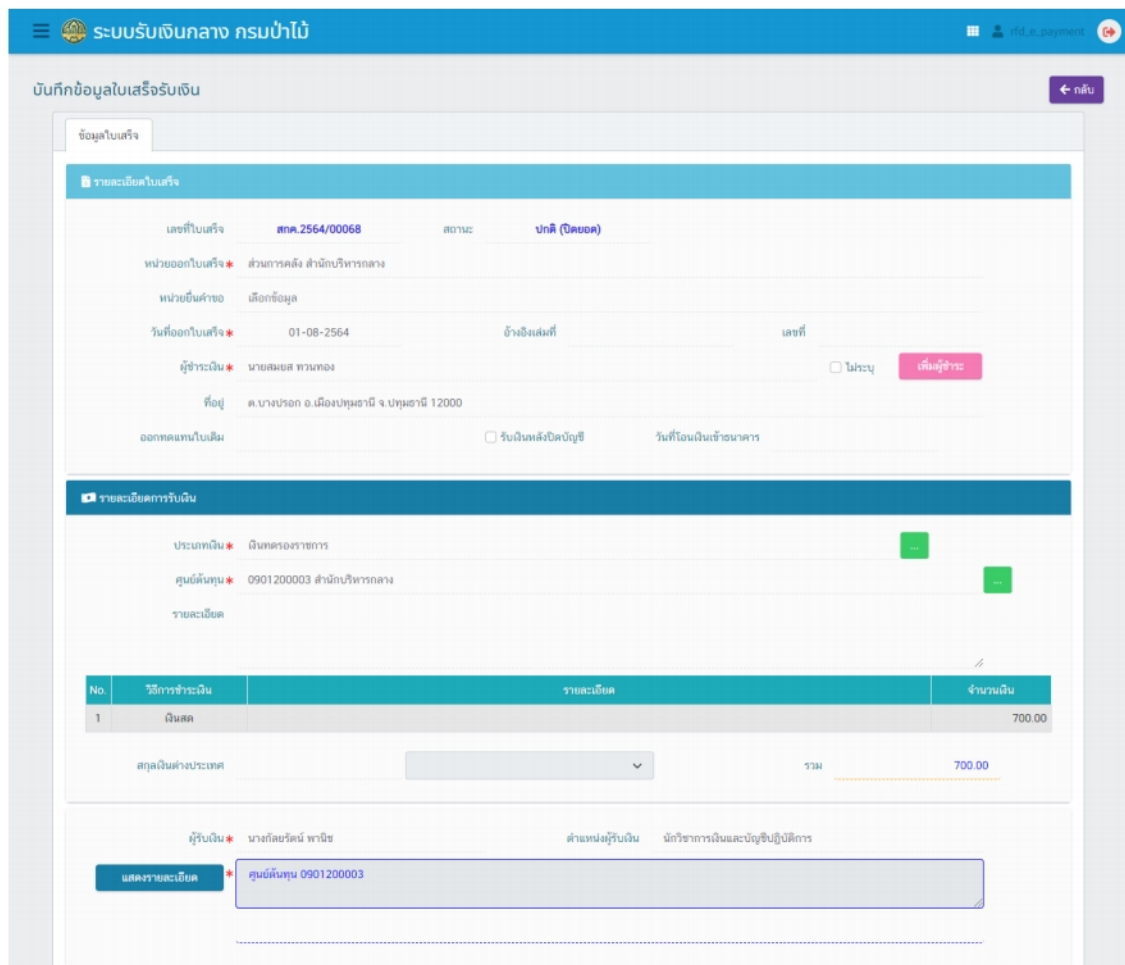 ระบบรับเงินกลาง กรมป่าไม้ rfd_e_payment
บันทึกข้อมูลใบเสร็จรับเงิน กลับ
ข้อมูลใบเสร็จ
รายละเอียดใบเสร็จ
เลขที่ใบเสร็จ สกค.2564/00068 สถานะ ปกติ (ปิดยอด)
หน่วยออกใบเสร็จ* ส่วนการคลัง สำนักบริหารกลาง
หน่วยยื่นคำขอ เลือกข้อมูล
วันที่ออกใบเสร็จ* 01-08-2564 อ้างอิงเล่มที่ เลขที่
ผู้ชำระเงิน* นายสมยส ทวนทอง ไม่ระบุ เพิ่มผู้ชำระ
ที่อยู่ ต.บางปรอก อ.เมืองปทุมธานี จ.ปทุมธานี 12000
ออกทดแทนใบเดิม รับเงินหลังปิดบัญชี วันที่โอนเงินเข้าธนาคาร
รายละเอียดการรับเงิน
ประเภทเงิน* เงินทดรองราชการ ...
ศูนย์ต้นทุน* 0901200003 สำนักบริหารกลาง ...
รายละเอียด
No. วิธีการชำระเงิน รายละเอียด จำนวนเงิน
1 เงินสด 700.00
สกุลเงินต่างประเทศ รวม 700.00
ผู้รับเงิน* นางกัลยรัตน์ พานิช ตำแหน่งผู้รับเงิน นักวิชาการเงินและบัญชีปฏิบัติการ
แสดงรายละเอียด * ศูนย์ต้นทุน 0901200003